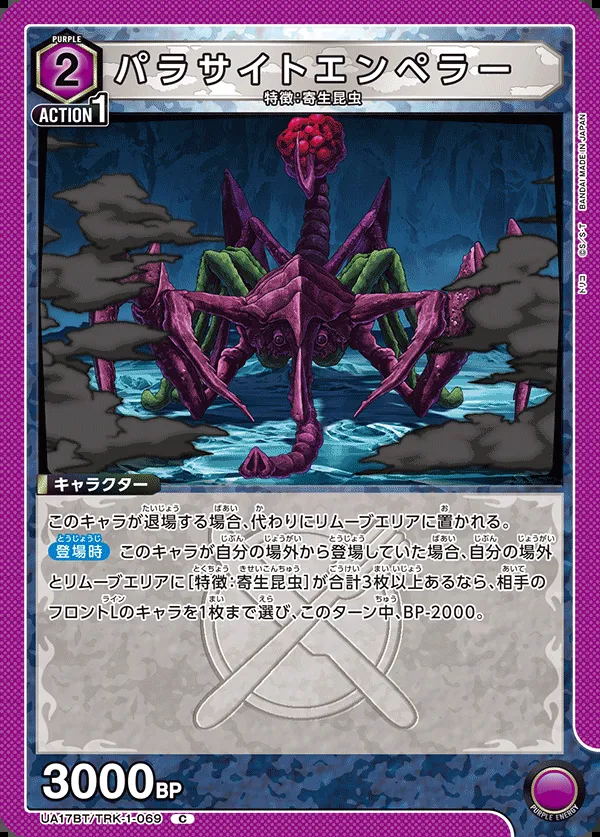 PURPLE
2
パラサイトエンペラー
特徴:寄生昆虫
ACTION1
BANDAI MADE IN JAPAN
©S/S・T
トリコ
キャラクター
このキャラが退場する場合、代わりにリムーブエリアに置かれる。
登場時 このキャラが自分の場外から登場していた場合、自分の場外
とリムーブエリアに[特徴:寄生昆虫]が合計3枚以上あるなら、相手の
フロントLのキャラを1枚まで選び、このターン中、BP-2000。
3000BP
PURPLE ENERGY
UA17BT/TRK-1-069 C